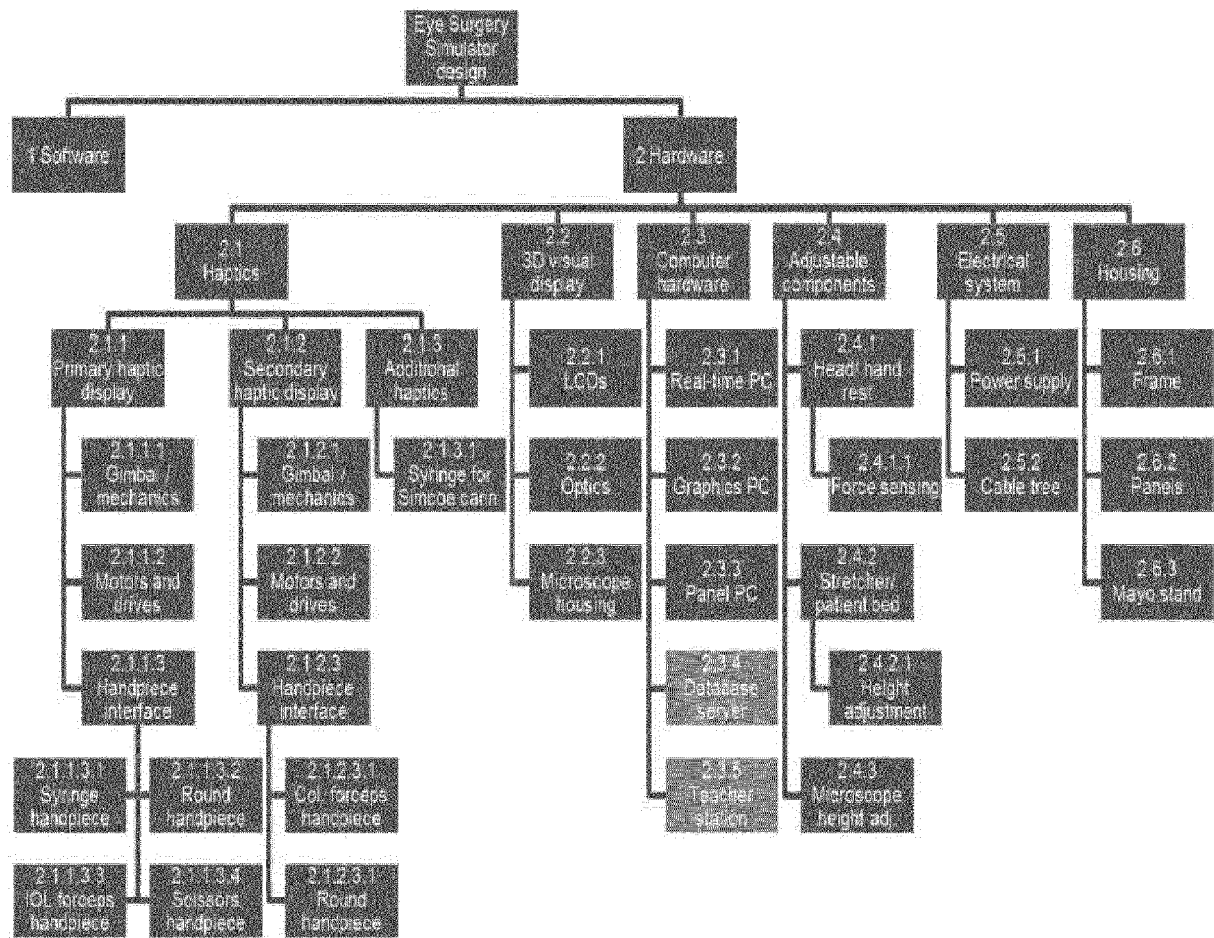 Eye Surgery
Simulator
design
1 Software
2 Hardware
2.1
Haptics
2.2
3D visual
display
2.3
Computer
hardware
2.4
Adjustable
components
2.5
Electrical
system
2.6
Housing
2.1.1
Primary haptic
display
2.1.2
Secondary
haptic display
2.1.3
Additional
haptics
2.2.1
LCDs
2.3.1
Real-time PC
2.4.1
Head/ hand
rest
2.5.1
Power supply
2.6.1
Frame
2.1.1.1
Gimbal /
mechanics
2.1.2.1
Gimbal /
mechanics
2.1.3.1
Syringe for
Simcoe cann.
2.2.2
Optics
2.3.2
Graphics PC
2.4.1.1
Force sensing
2.5.2
Cable tree
2.6.2
Panels
2.1.1.2
Motors and
drives
2.1.2.2
Motors and
drives
2.2.3
Microscope
housing
2.3.3
Panel PC
2.4.2
Stretcher/
patient bed
2.6.3
Mayo stand
2.1.1.3
Handpiece
interface
2.1.2.3
Handpiece
interface
2.3.4
Database
server
2.4.2.1
Height
adjustment
2.1.1.3.1
Syringe
handpiece
2.1.1.3.2
Round
handpiece
2.1.2.3.1
Col. forceps
handpiece
2.3.5
Teacher
station
2.4.3
Microscope
height adj.
2.1.1.3.3
IOL forceps
handpiece
2.1.1.3.4
Scissors
handpiece
2.1.2.3.1
Round
handpiece